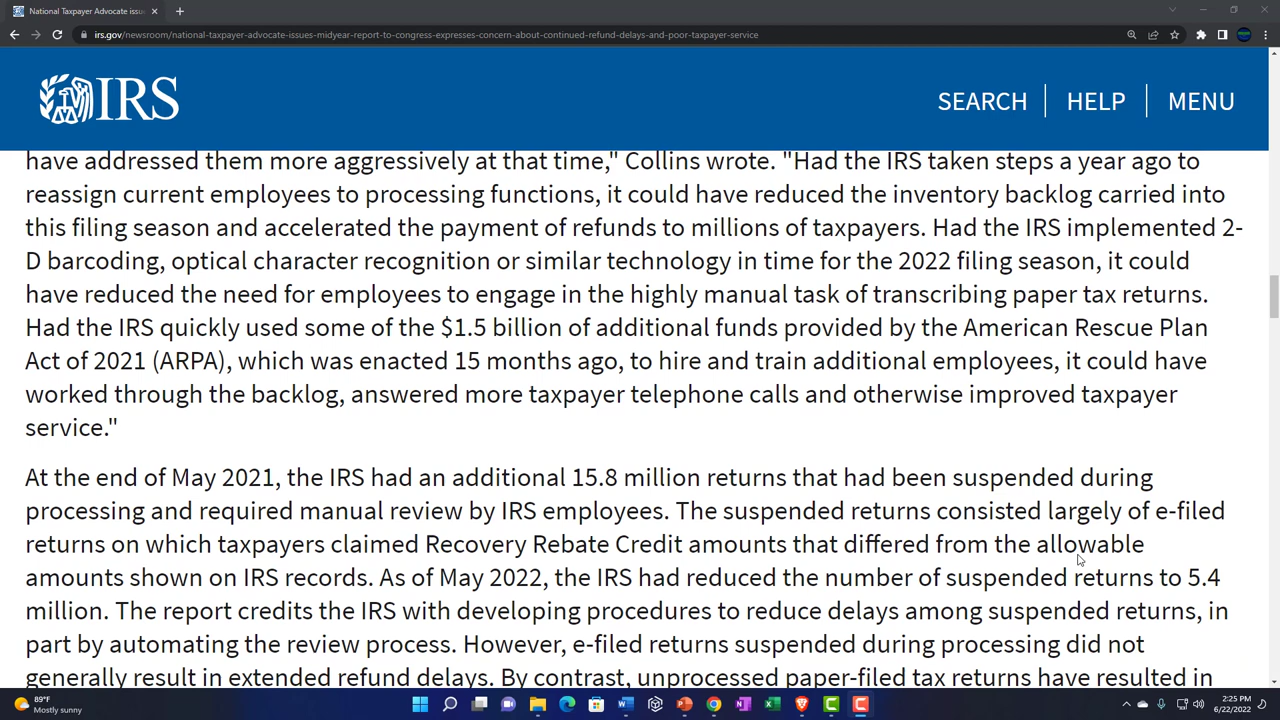 National Taxpayer Advocate issu
irs.gov/newsroom/national-taxpayer-advocate-issues-midyear-report-to-congress-expresses-concern-about-continued-refund-delays-and-poor-taxpayer-service
IRS
SEARCH
HELP
MENU
have addressed them more aggressively at that time," Collins wrote. "Had the IRS taken steps a year ago to
reassign current employees to processing functions, it could have reduced the inventory backlog carried into
this filing season and accelerated the payment of refunds to millions of taxpayers. Had the IRS implemented 2-
D barcoding, optical character recognition or similar technology in time for the 2022 filing season, it could
have reduced the need for employees to engage in the highly manual task of transcribing paper tax returns.
Had the IRS quickly used some of the $1.5 billion of additional funds provided by the American Rescue Plan
Act of 2021 (ARPA), which was enacted 15 months ago, to hire and train additional employees, it could have
worked through the backlog, answered more taxpayer telephone calls and otherwise improved taxpayer
service."
At the end of May 2021, the IRS had an additional 15.8 million returns that had been suspended during
processing and required manual review by IRS employees. The suspended returns consisted largely of e-filed
returns on which taxpayers claimed Recovery Rebate Credit amounts that differed from the allowable
amounts shown on IRS records. As of May 2022, the IRS had reduced the number of suspended returns to 5.4
million. The report credits the IRS with developing procedures to reduce delays among suspended returns, in
part by automating the review process. However, e-filed returns suspended during processing did not
generally result in extended refund delays. By contrast, unprocessed paper-filed tax returns have resulted in
89°F
Mostly sunny
2:25 PM
6/22/2022